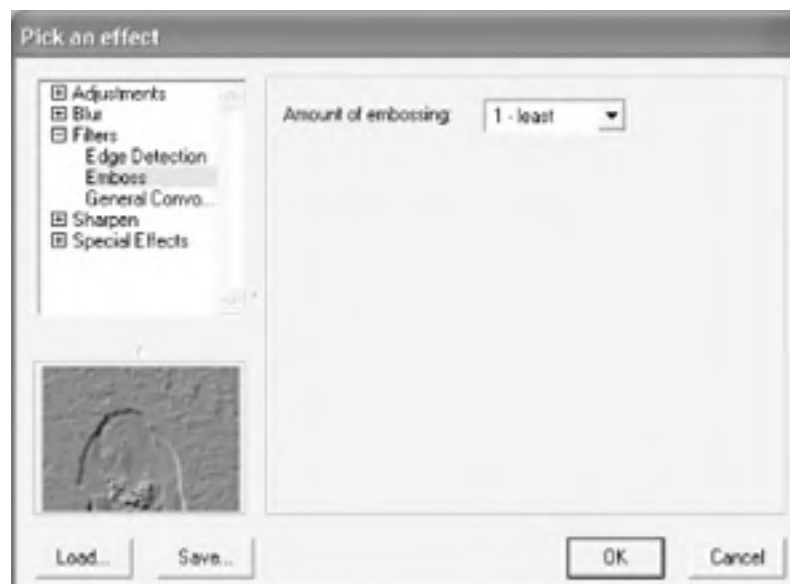 Pick an effect
Adjustments
Blur
Filters
Edge Detection
Emboss
General Convo...
Sharpen
Special Effects
Amount of embossing:
1 - least
Load...
Save...
OK
Cancel